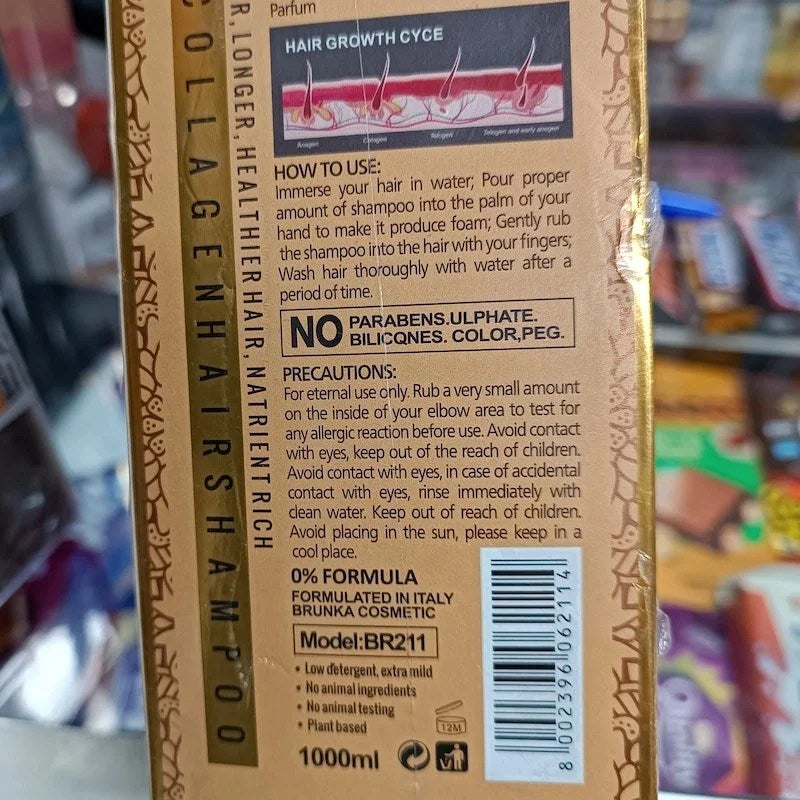 Parfum
HAIR GROWTH CYCE
Anagen
Catagen
Telogen
Telogen and early anagen
HOW TO USE:
Immerse your hair in water; Pour proper
amount of shampoo into the palm of your
hand to make it produce foam; Gently rub
the shampoo into the hair with your fingers;
Wash hair thoroughly with water after a
period of time.
NO PARABENS.ULPHATE.
BILICQNES. COLOR,PEG.
PRECAUTIONS:
For eternal use only. Rub a very small amount
on the inside of your elbow area to test for
any allergic reaction before use. Avoid contact
with eyes, keep out of the reach of children.
Avoid contact with eyes, in case of accidental
contact with eyes, rinse immediately with
clean water. Keep out of reach of children.
Avoid placing in the sun, please keep in a
cool place.
0% FORMULA
FORMULATED IN ITALY
BRUNKA COSMETIC
Model:BR211
• Low detergent, extra mild
• No animal ingredients
• No animal testing
• Plant based
12M
1000ml
8 002396 062114
COLLAGEN HAIR SHAMPOO
R, LONGER, HEALTHIER HAIR, NATRIENT RICH